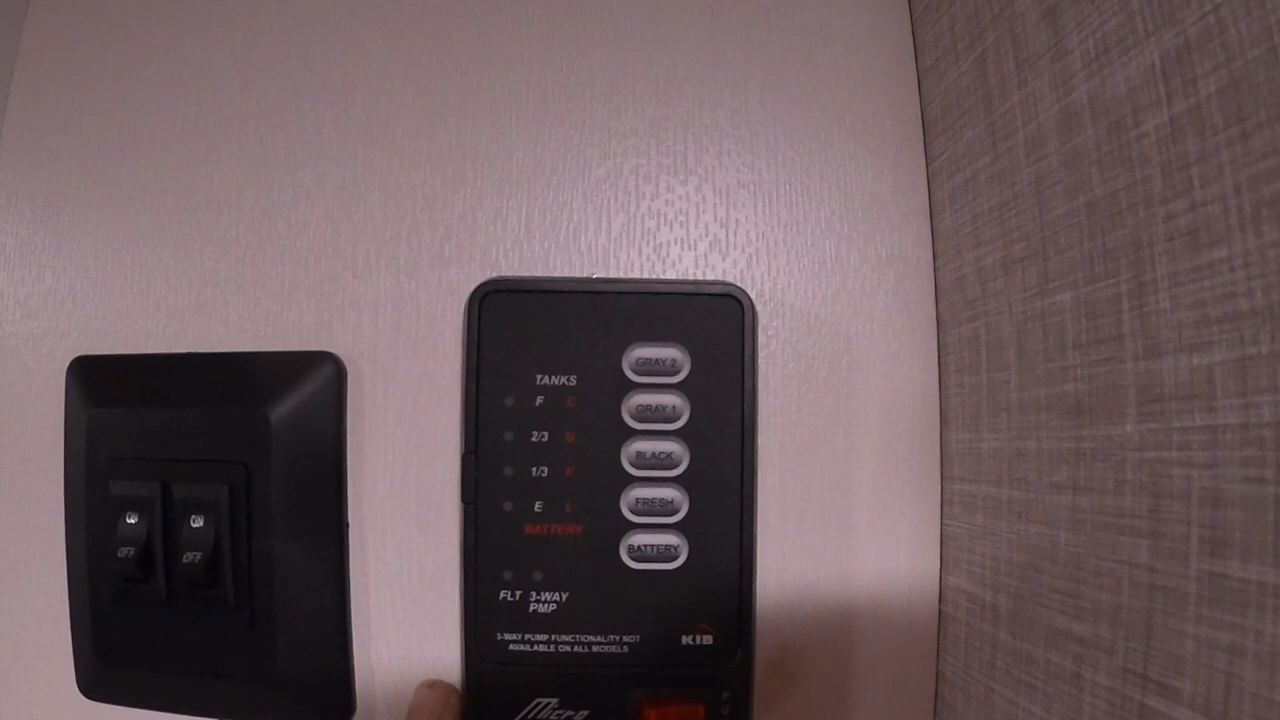 ON ON
OFF OFF
TANKS
F C
2/3 G
1/3 F
E L
BATTERY
FLT 3-WAY
PMP
3-WAY PUMP FUNCTIONALITY NOT
AVAILABLE ON ALL MODELS
GRAY 2
GRAY 1
BLACK
FRESH
BATTERY
KIB
Micro